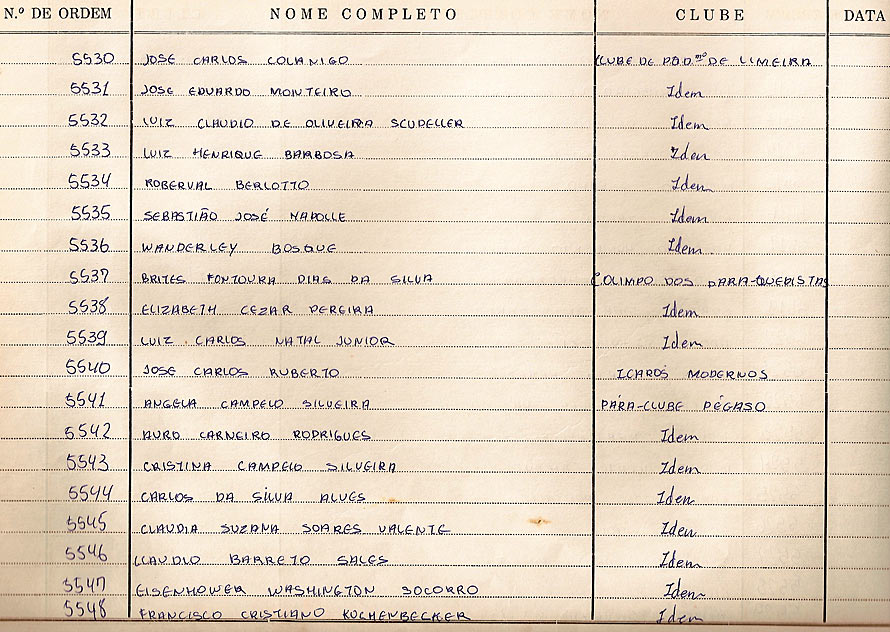 N.º DE ORDEM NOME COMPLETO CLUBE DATA
5530 JOSE CARLOS COLANIGO CLUBE DE P.Q.D.mo DE LIMEIRA
5531 JOSE EDUARDO MONTEIRO Idem
5532 LUIZ CLAUDIO DE OLIVEIRA SCUDELLER Idem
5533 LUIZ HENRIQUE BARBOSA Idem
5534 ROBERVAL BERLOTTO Idem
5535 SEBASTIÃO JOSÉ NAPOLLE Idem
5536 WANDERLEY BOSQUE Idem
5537 BRITES FONTOURA DIAS DA SILVA C.OLIMPO DOS PARA-QUEDISTAS
5538 ELIZABETH CEZAR PEREIRA Idem
5539 LUIZ CARLOS NATAL JUNIOR Idem
5540 JOSE CARLOS RUBERTO ICAROS MODERNOS
5541 ANGELA CAMPELO SILVEIRA PÁRA-CLUBE PÉGASO
5542 AURO CARNEIRO RODRIGUES Idem
5543 CRISTINA CAMPELO SILVEIRA Idem
5544 CARLOS DA SILVA ALVES Idem
5545 CLAUDIA SUZANA SOARES VALENTE Idem
5546 CLAUDIO BARRETO SALES Idem
5547 EISENHOWER WASHINGTON SOCORRO Idem
5548 FRANCISCO CRISTIANO KOCHENBECKER Idem